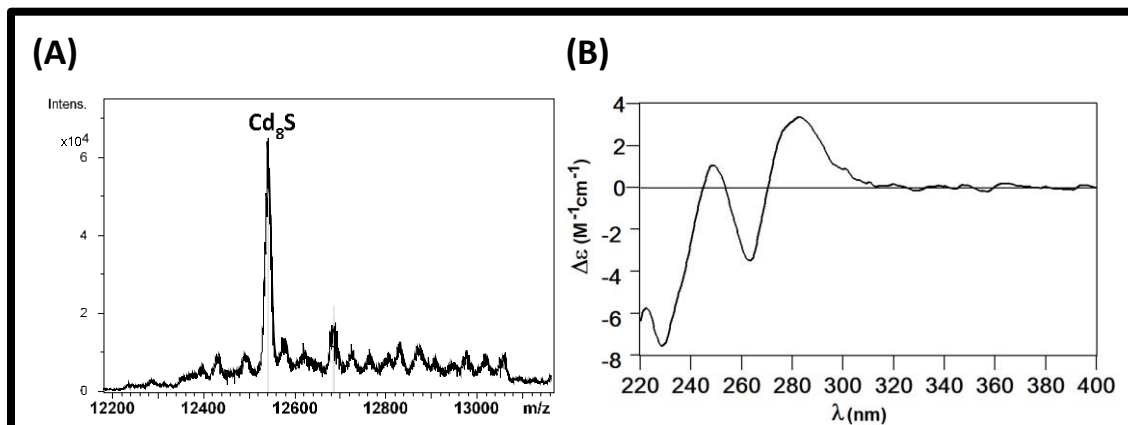 (A)
Intens.
x10⁴
6
4
2
0
Cd₈S
12200 12400 12600 12800 13000 m/z
(B)
4
2
0
-2
-4
-6
-8
Δε (M⁻¹cm⁻¹)
220 240 260 280 300 320 340 360 380 400
λ (nm)